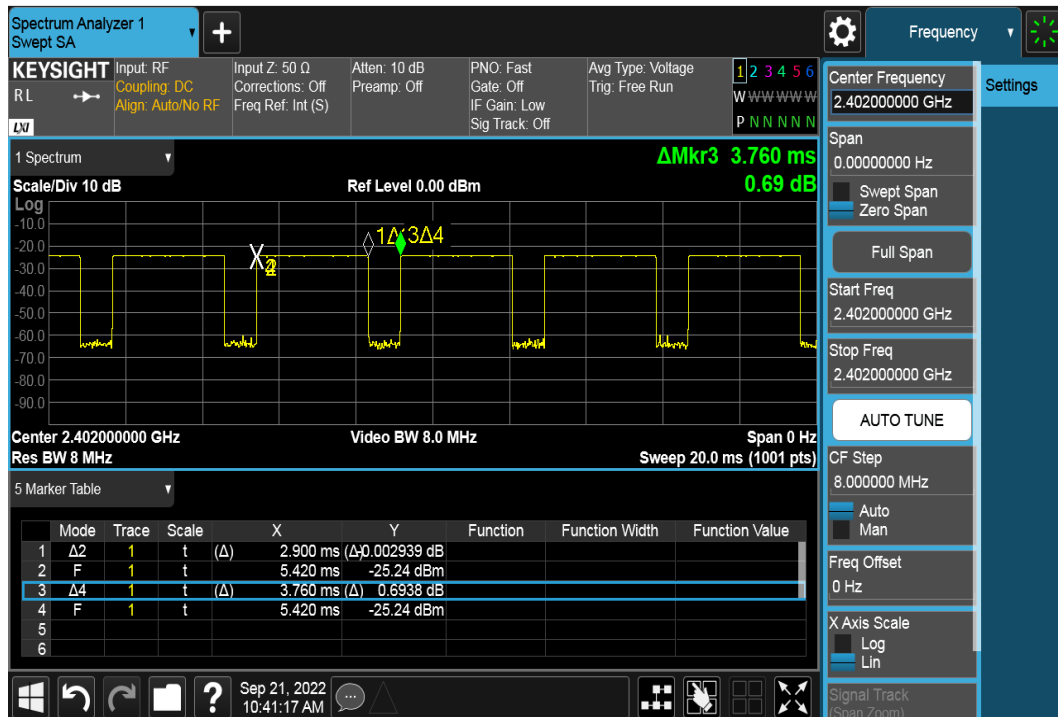 Spectrum Analyzer 1
Swept SA
Frequency
KEYSIGHT
RL
LXI
Input: RF
Coupling: DC
Align: Auto/No RF
Input Z: 50 Ω
Corrections: Off
Freq Ref: Int (S)
Atten: 10 dB
Preamp: Off
PNO: Fast
Gate: Off
IF Gain: Low
Sig Track: Off
Avg Type: Voltage
Trig: Free Run
1 2 3 4 5 6
W W W W W W
P N N N N N
1 Spectrum
ΔMkr3 3.760 ms
0.69 dB
Scale/Div 10 dB
Ref Level 0.00 dBm
Log
-10.0
-20.0
-30.0
-40.0
-50.0
-60.0
-70.0
-80.0
-90.0
X
1Δ 3Δ4
Center 2.402000000 GHz
Video BW 8.0 MHz
Span 0 Hz
Res BW 8 MHz
Sweep 20.0 ms (1001 pts)
5 Marker Table
Mode Trace Scale X Y Function Function Width Function Value
1 Δ2 1 t (Δ) 2.900 ms (Δ) -0.002939 dB
2 F 1 t 5.420 ms -25.24 dBm
3 Δ4 1 t (Δ) 3.760 ms (Δ) 0.6938 dB
4 F 1 t 5.420 ms -25.24 dBm
5
6
Sep 21, 2022
10:41:17 AM
Center Frequency
2.402000000 GHz
Settings
Span
0.00000000 Hz
Swept Span
Zero Span
Full Span
Start Freq
2.402000000 GHz
Stop Freq
2.402000000 GHz
AUTO TUNE
CF Step
8.000000 MHz
Auto
Man
Freq Offset
0 Hz
X Axis Scale
Log
Lin
Signal Track
(Span Zoom)